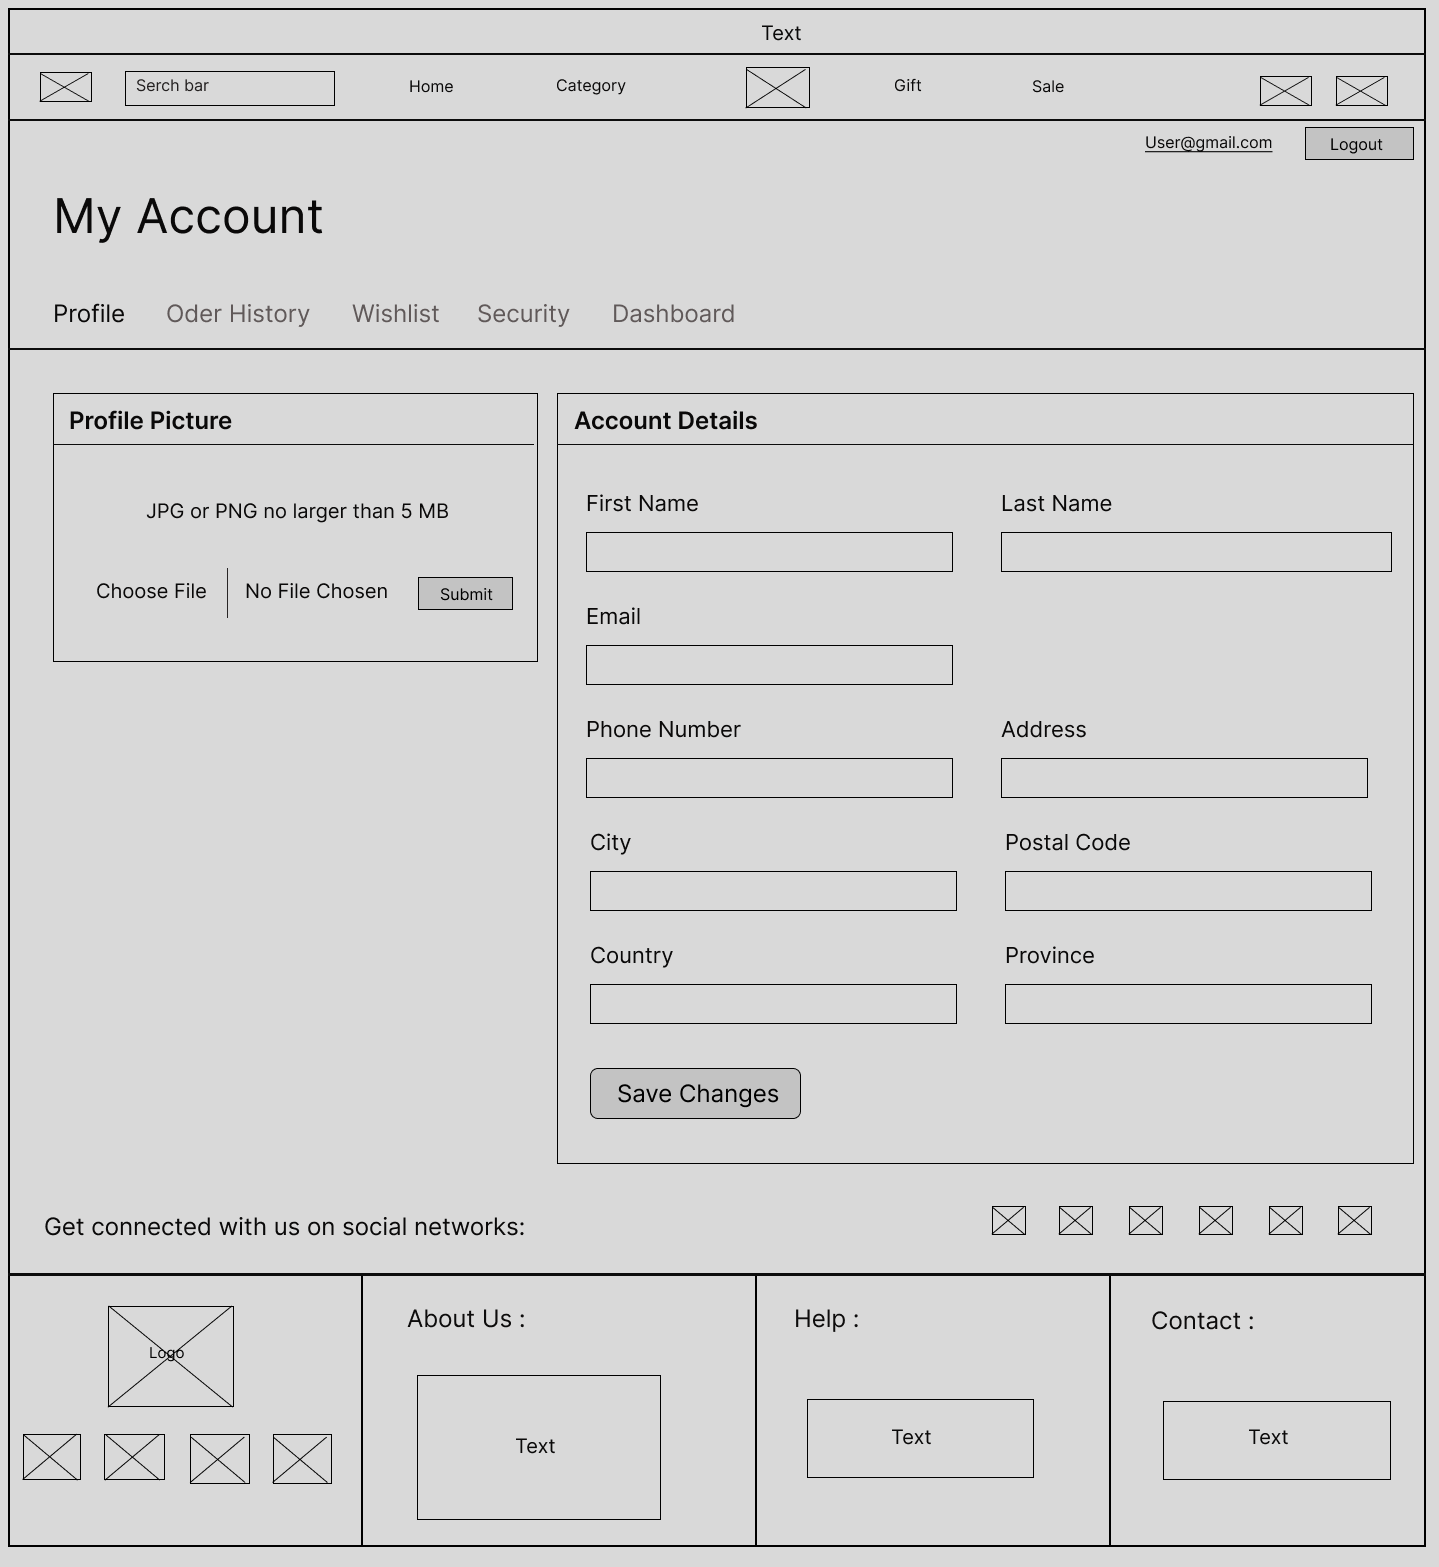 Text
Serch bar
Home
Category
Gift
Sale
User@gmail.com
Logout
My Account
Profile
Oder History
Wishlist
Security
Dashboard
Profile Picture
JPG or PNG no larger than 5 MB
Choose File
No File Chosen
Submit
Account Details
First Name
Last Name
Email
Phone Number
Address
City
Postal Code
Country
Province
Save Changes
Get connected with us on social networks:
Logo
About Us :
Text
Help :
Text
Contact :
Text